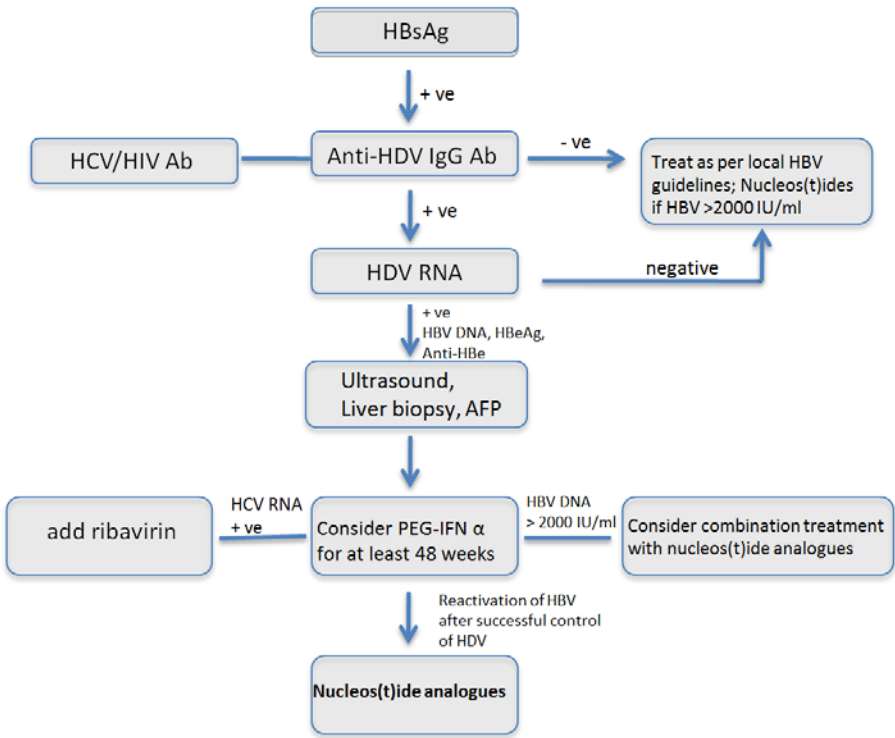 HBsAg
+ ve
HCV/HIV Ab
Anti-HDV IgG Ab
- ve
Treat as per local HBV
guidelines; Nucleos(t)ides
if HBV >2000 IU/ml
+ ve
HDV RNA
negative
+ ve
HBV DNA, HBeAg,
Anti-HBe
Ultrasound,
Liver biopsy, AFP
add ribavirin
HCV RNA
+ ve
Consider PEG-IFN α
for at least 48 weeks
HBV DNA
> 2000 IU/ml
Consider combination treatment
with nucleos(t)ide analogues
Reactivation of HBV
after successful control
of HDV
Nucleos(t)ide analogues